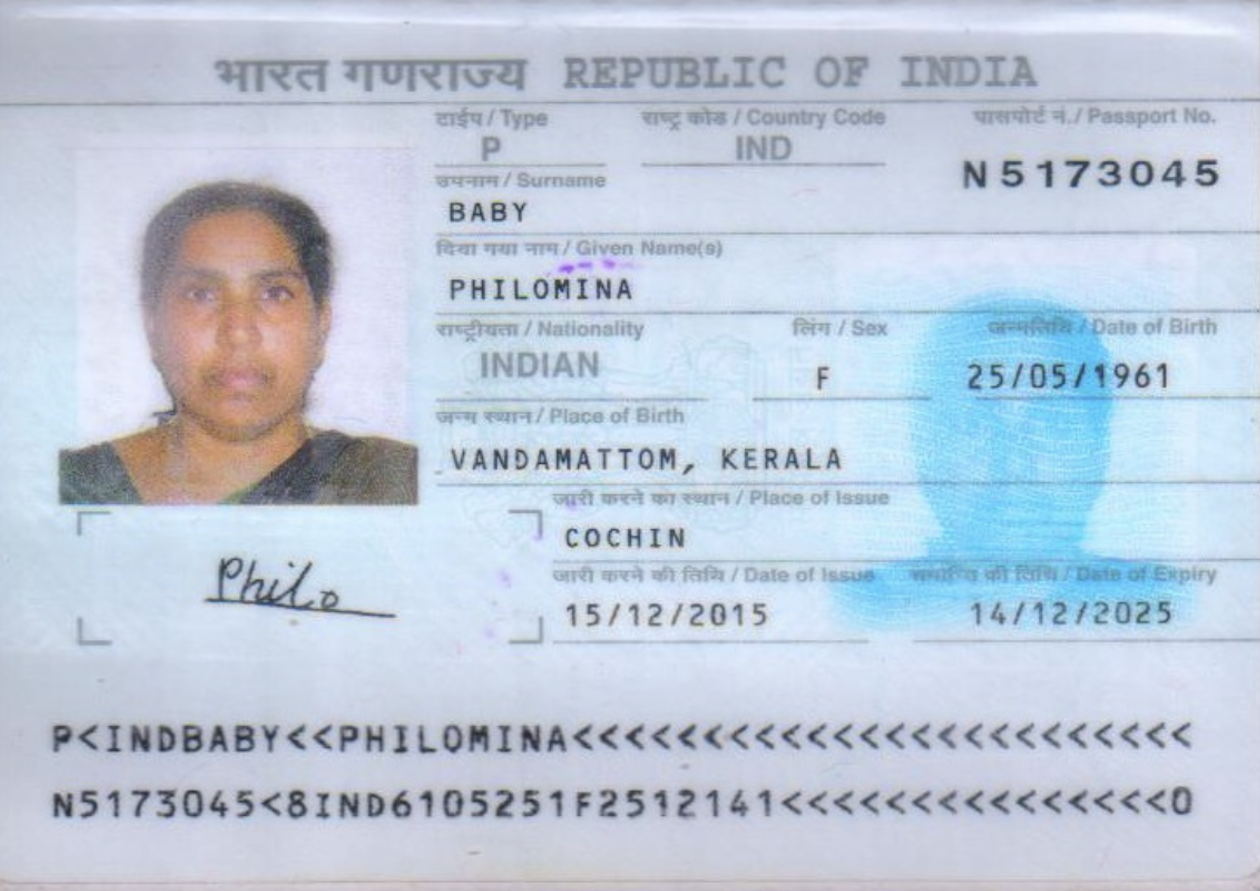 भारत गणराज्य REPUBLIC OF INDIA
टाईप / Type राष्ट्र कोड / Country Code पासपोर्ट नं. / Passport No.
P IND N5173045
उपनाम / Surname
BABY
दिया गया नाम / Given Name(s)
PHILOMINA
राष्ट्रीयता / Nationality लिंग / Sex जन्मतिथि / Date of Birth
INDIAN F 25/05/1961
जन्म स्थान / Place of Birth
VANDAMATTOM, KERALA
जारी करने का स्थान / Place of Issue
COCHIN
Philo
जारी करने की तिथि / Date of Issue समाप्ति की तिथि / Date of Expiry
15/12/2015 14/12/2025
P<INDBABY<<PHILOMINA<<<<<<<<<<<<<<<<<<<<<<<<
N5173045<8IND6105251F2512141<<<<<<<<<<<<<<<0